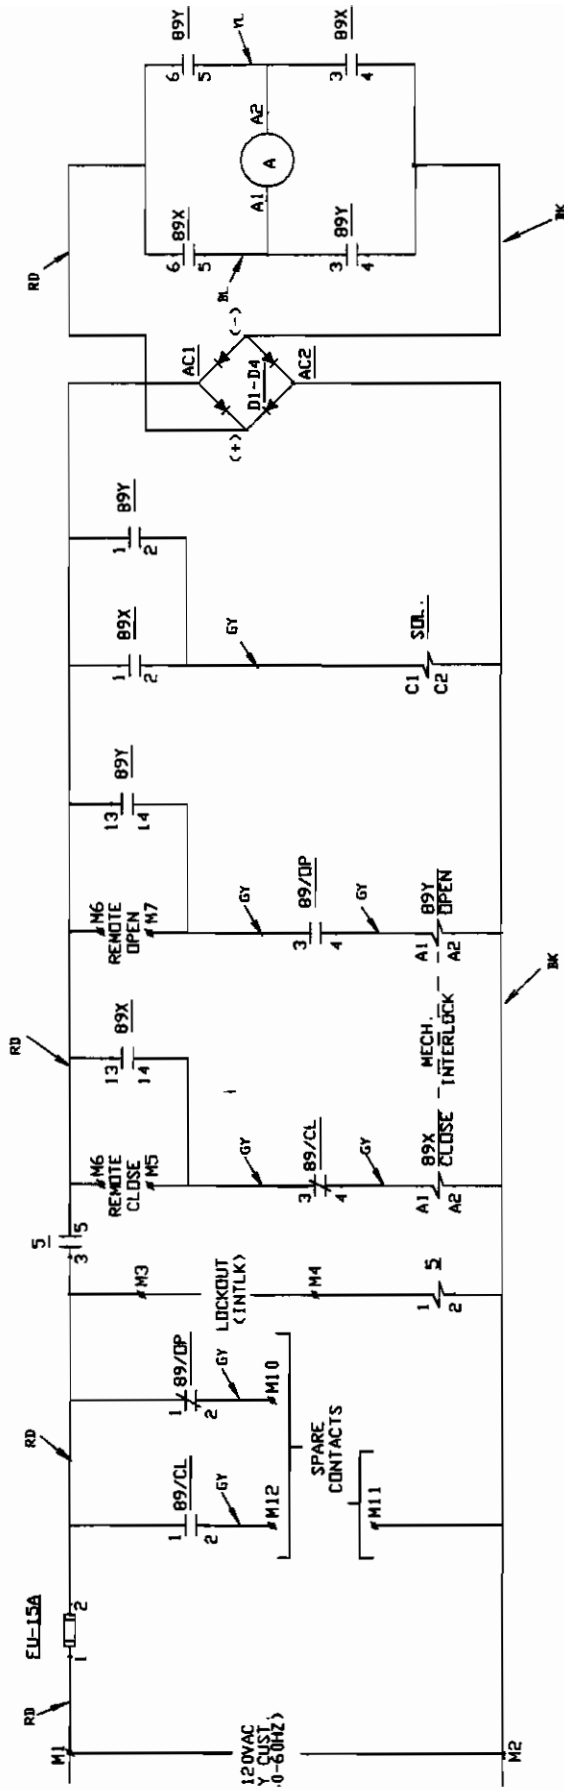 M1
120VAC
Y CUST.
0-60HZ)
M2
RD
1
FU-15A
2
RD
89/CL
1
2
GY
M12
M11
SPARE
CONTACTS
89/OP
1
2
GY
M10
M3
LOCKOUT
(INTLK)
M4
5
1
2
5
3
5
RD
M6
REMOTE
CLOSE
M5
89X
13
14
GY
89/CL
3
4
GY
89X
CLOSE
A1
A2
MECH.
INTERLOCK
M6
REMOTE
OPEN
M7
89Y
13
14
GY
89/OP
3
4
GY
89Y
OPEN
A1
A2
BK
89X
1
2
89Y
1
2
GY
SOL.
C1
C2
AC1
(+)
D1-D4
(-)
AC2
RD
BK
89X
6
5
BL
89Y
3
4
A1
A
A2
89Y
6
5
YL
89X
3
4